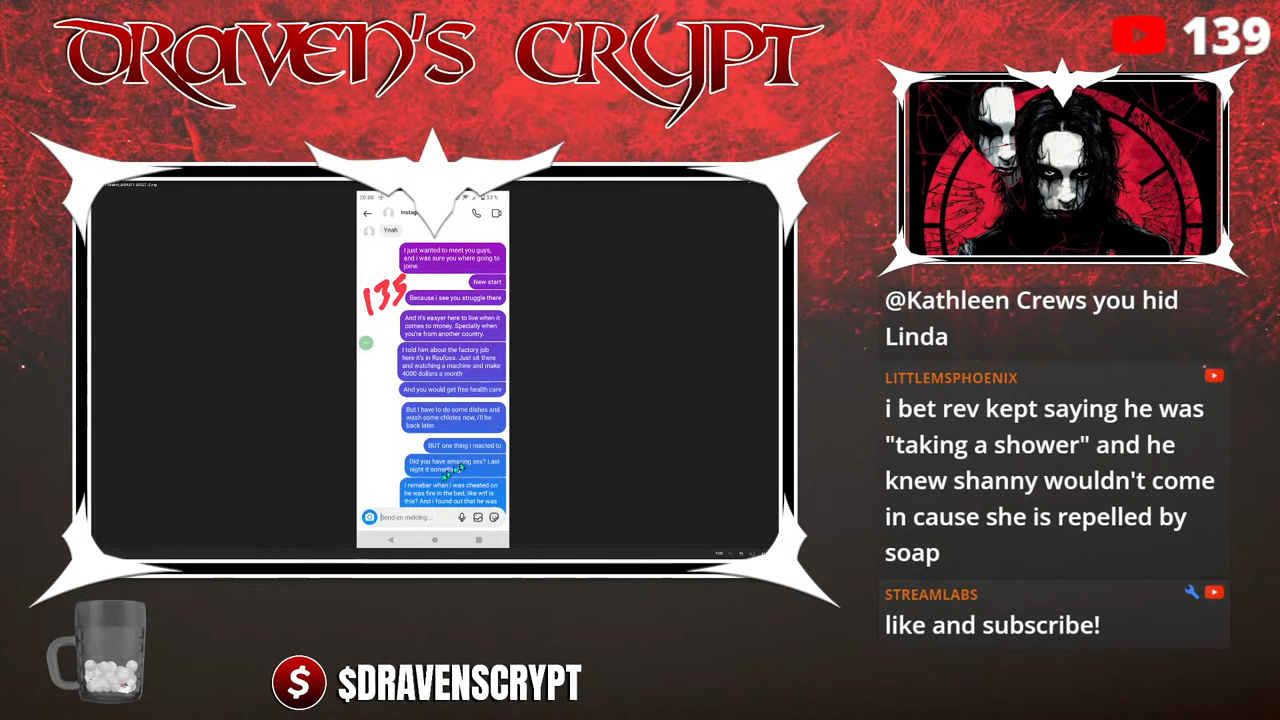 DRAVEN'S CRYPT
139
20:06
33 %
Yeah
I just wanted to meet you guys,
and i was sure you where going to
joine.
New start
135
Because i see you struggle there
And it's easyer here to live when it
comes to money. Specially when
you're from another country.
I told him about the factory job
here it's in Raufoss. Just sit there
and watching a machine and make
4000 dollars a month
And you would get free health care
But I have to do some dishes and
wash some chlotes now, I'll be
back later.
BUT one thing I reacted to
Did you have amazing sex? Last
night it
I remeber when i was cheated on
he was fire in the bed, like wtf is
this? And i found out that he was
Send en melding ...
@Kathleen Crews you hid
Linda
LITTLEMSPHOENIX
i bet rev kept saying he was
"taking a shower" and he
knew shanny wouldn't come
in cause she is repelled by
soap
STREAMLABS
like and subscribe!
$
$DRAVENSCRYPT